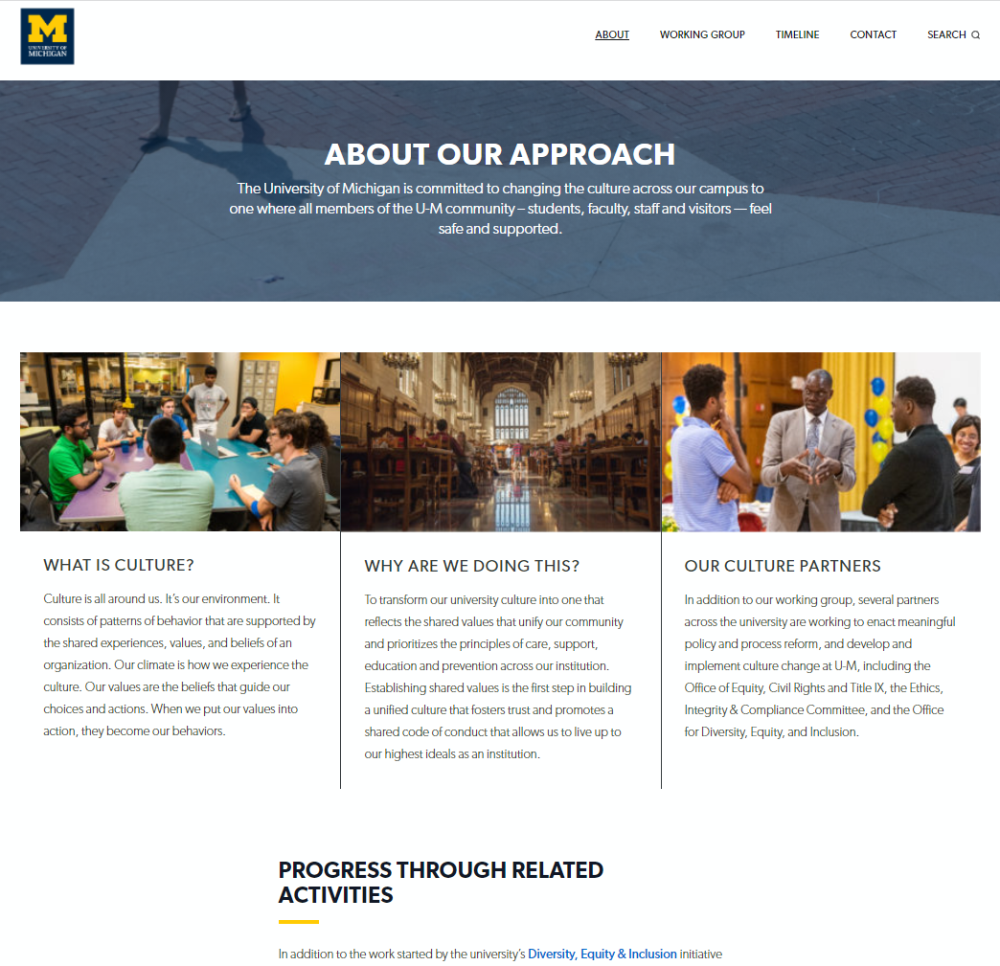 M
UNIVERSITY OF
MICHIGAN
ABOUT
WORKING GROUP
TIMELINE
CONTACT
SEARCH
ABOUT OUR APPROACH
The University of Michigan is committed to changing the culture across our campus to
one where all members of the U-M community – students, faculty, staff and visitors — feel
safe and supported.
WHAT IS CULTURE?
Culture is all around us. It’s our environment. It
consists of patterns of behavior that are supported by
the shared experiences, values, and beliefs of an
organization. Our climate is how we experience the
culture. Our values are the beliefs that guide our
choices and actions. When we put our values into
action, they become our behaviors.
WHY ARE WE DOING THIS?
To transform our university culture into one that
reflects the shared values that unify our community
and prioritizes the principles of care, support,
education and prevention across our institution.
Establishing shared values is the first step in building
a unified culture that fosters trust and promotes a
shared code of conduct that allows us to live up to
our highest ideals as an institution.
OUR CULTURE PARTNERS
In addition to our working group, several partners
across the university are working to enact meaningful
policy and process reform, and develop and
implement culture change at U-M, including the
Office of Equity, Civil Rights and Title IX, the Ethics,
Integrity & Compliance Committee, and the Office
for Diversity, Equity, and Inclusion.
PROGRESS THROUGH RELATED
ACTIVITIES
In addition to the work started by the university’s Diversity, Equity & Inclusion initiative